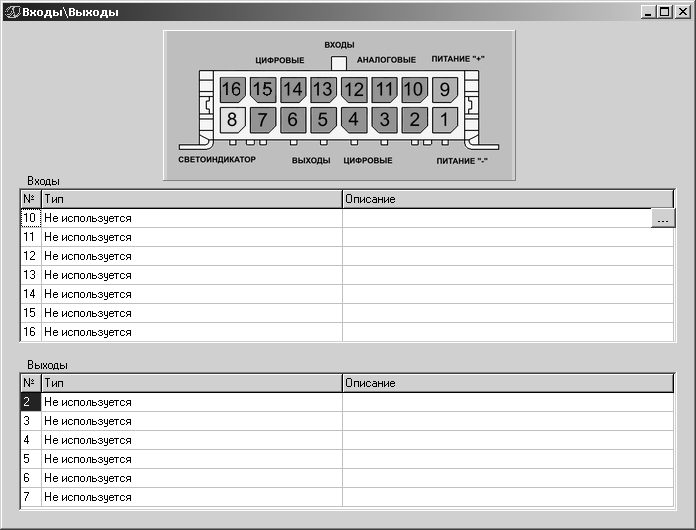 Входы\Выходы
ВХОДЫ
ЦИФРОВЫЕ АНАЛОГОВЫЕ ПИТАНИЕ "+"
16 15 14 13 12 11 10 9
8 7 6 5 4 3 2 1
СВЕТОИНДИКАТОР ВЫХОДЫ ЦИФРОВЫЕ ПИТАНИЕ "-"
Входы
№ Тип Описание
10 Не используется ...
11 Не используется
12 Не используется
13 Не используется
14 Не используется
15 Не используется
16 Не используется
Выходы
№ Тип Описание
2 Не используется
3 Не используется
4 Не используется
5 Не используется
6 Не используется
7 Не используется